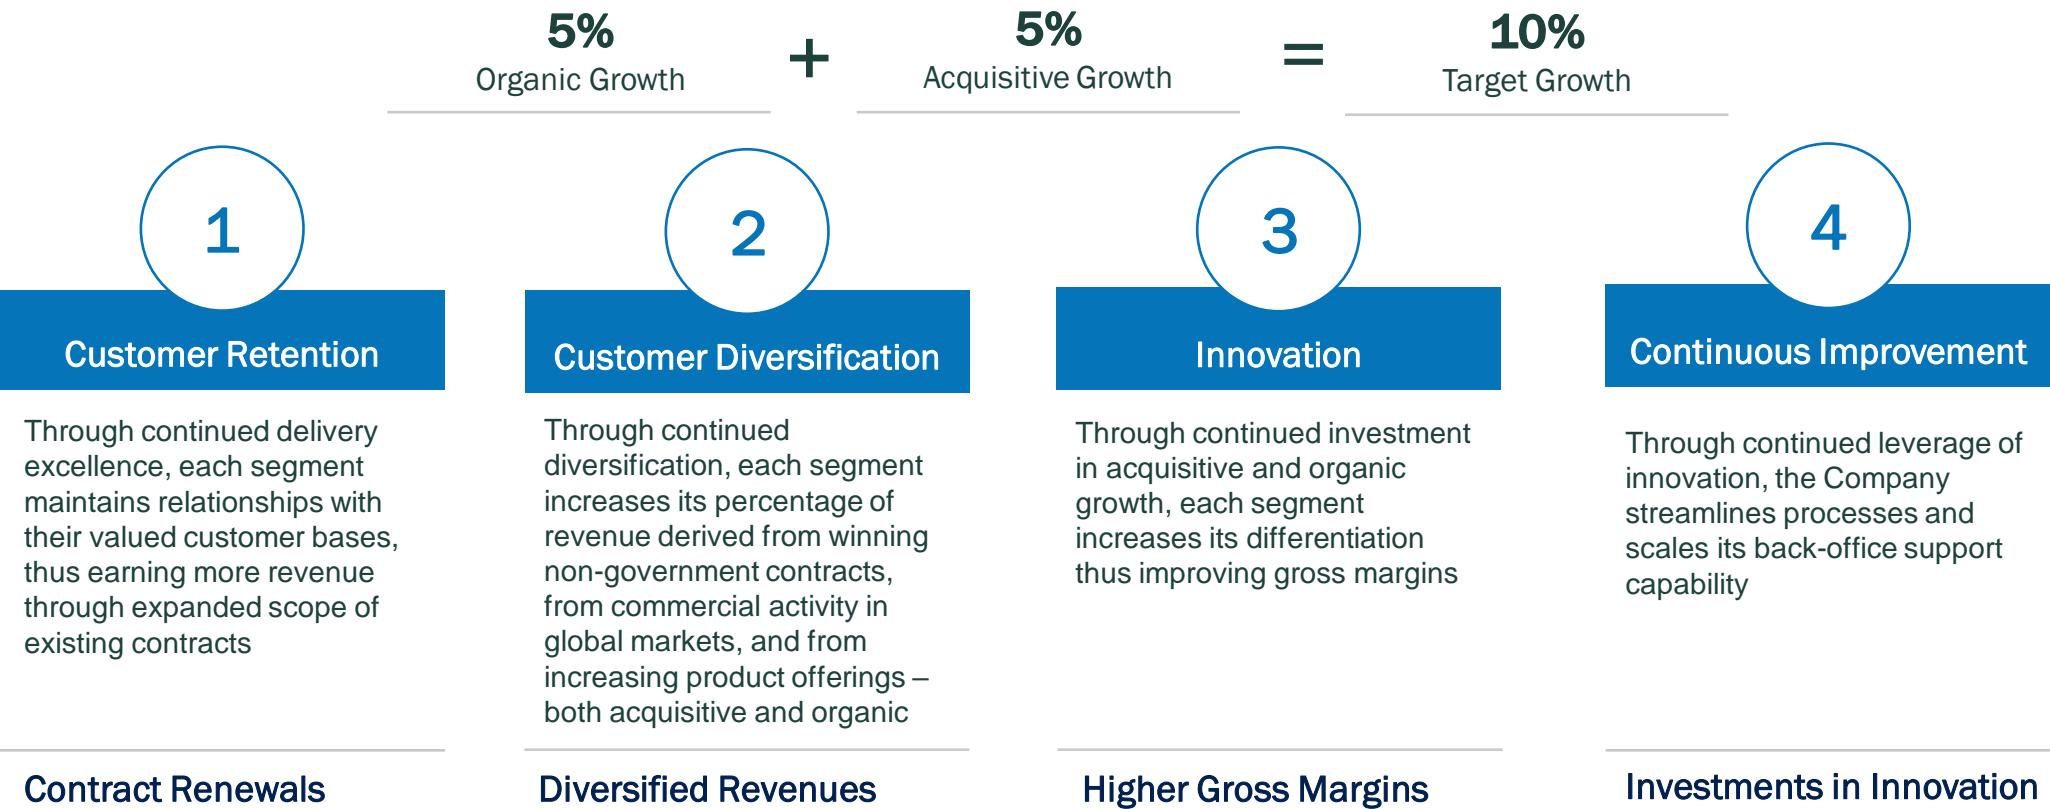 5%
Organic Growth
+
5%
Acquisitive Growth
=
10%
Target Growth
1
Customer Retention
Through continued delivery
excellence, each segment
maintains relationships with
their valued customer bases,
thus earning more revenue
through expanded scope of
existing contracts
Contract Renewals
2
Customer Diversification
Through continued
diversification, each segment
increases its percentage of
revenue derived from winning
non-government contracts,
from commercial activity in
global markets, and from
increasing product offerings –
both acquisitive and organic
Diversified Revenues
3
Innovation
Through continued investment
in acquisitive and organic
growth, each segment
increases its differentiation
thus improving gross margins
Higher Gross Margins
4
Continuous Improvement
Through continued leverage of
innovation, the Company
streamlines processes and
scales its back-office support
capability
Investments in Innovation